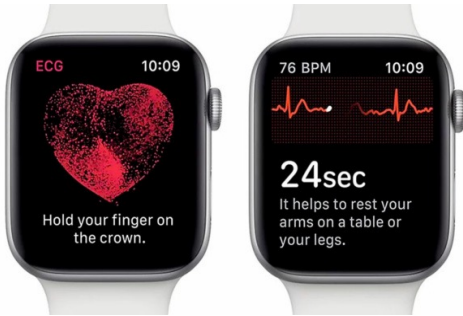 ECG 10:09
Hold your finger on
the crown.
76 BPM 10:09
24sec
It helps to rest your
arms on a table or
your legs.